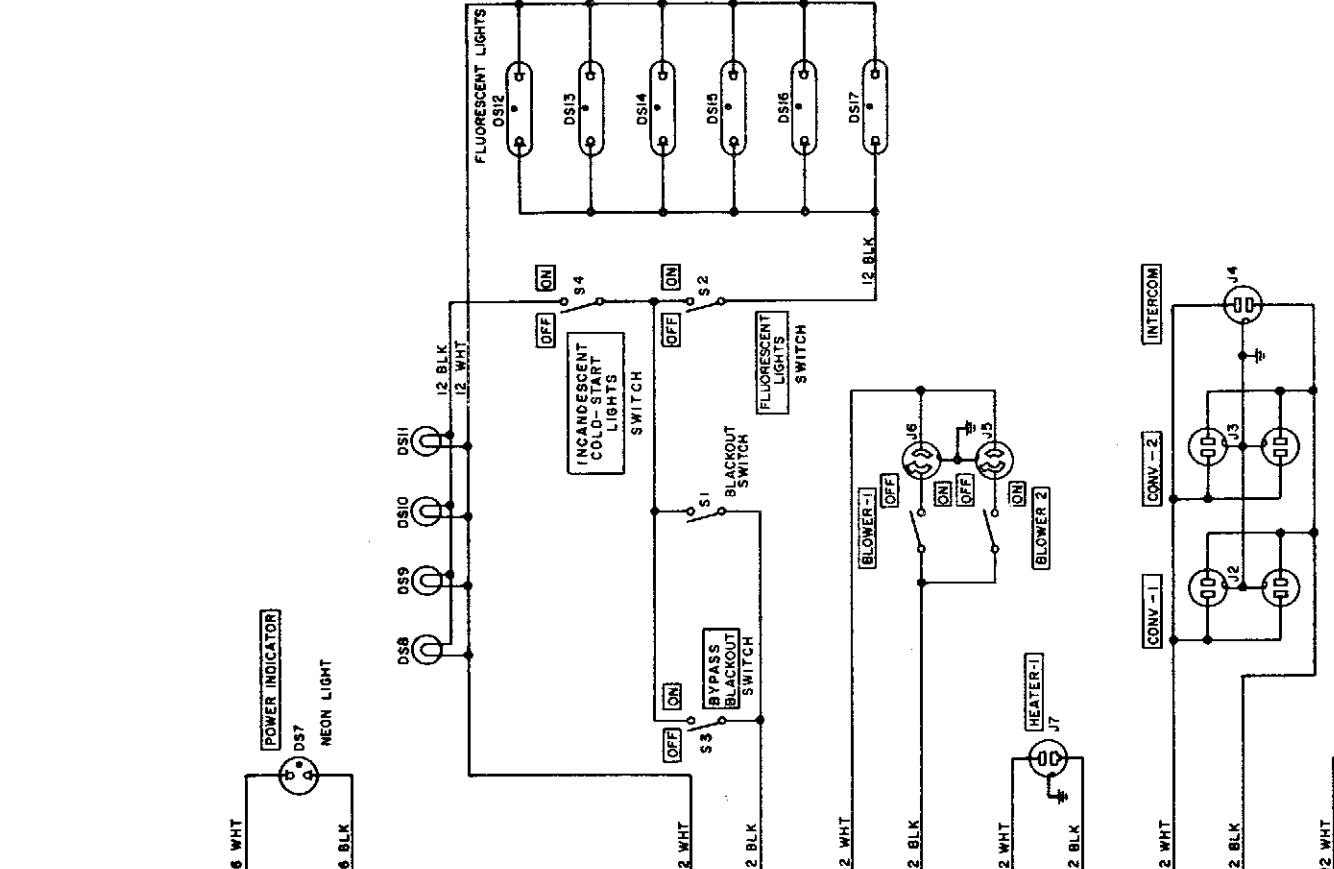 FLUORESCENT LIGHTS
DS12
DS13
DS14
DS15
DS16
DS17
12 BLK
ON
S4
OFF
ON
S2
OFF
INCANDESCENT
COLD-START
LIGHTS
SWITCH
FLUORESCENT
LIGHTS
SWITCH
12 BLK
12 WHT
DS11
DS10
DS9
DS8
S1
BLACKOUT
SWITCH
ON
OFF
S3
BYPASS
BLACKOUT
SWITCH
POWER INDICATOR
DS7
NEON LIGHT
6 WHT
6 BLK
2 WHT
2 BLK
BLOWER-1
OFF
ON
J6
J5
OFF
ON
BLOWER 2
2 WHT
2 BLK
HEATER-1
J7
2 WHT
2 BLK
INTERCOM
J4
CONV-2
J3
CONV-1
J2
2 WHT
2 BLK
2 WHT